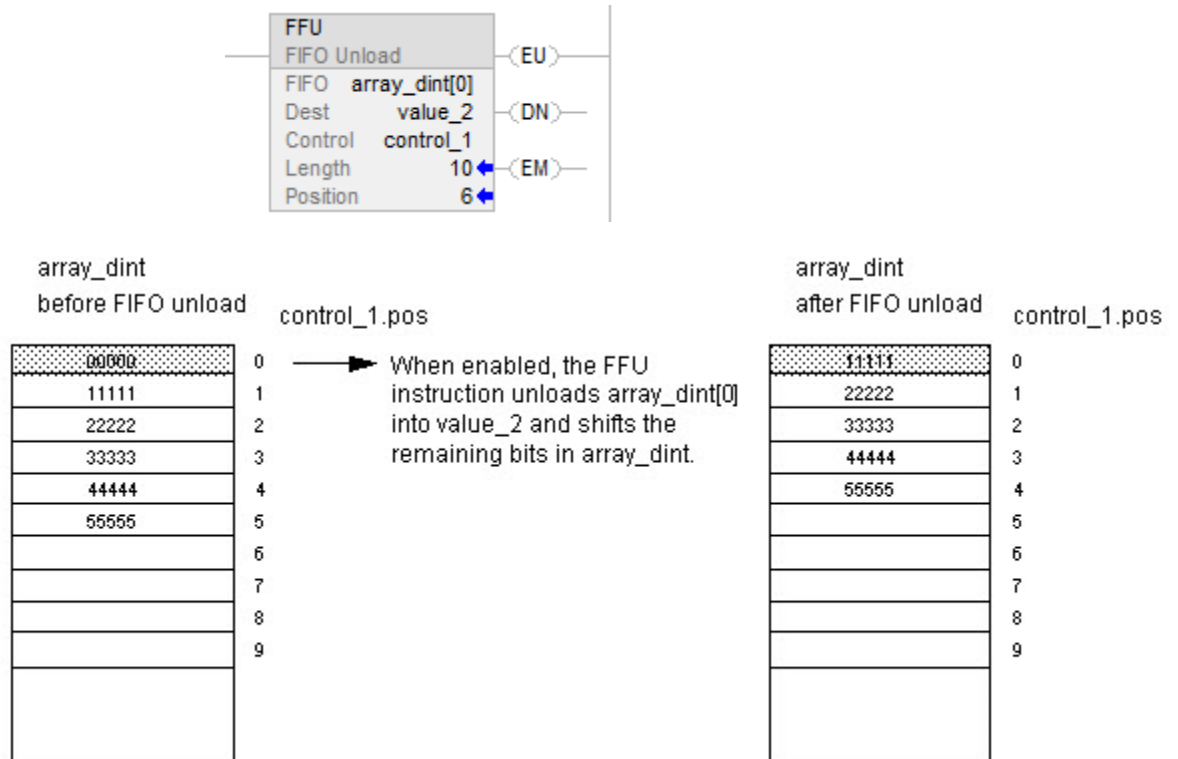 FFU
FIFO Unload
(EU)
FIFO array_dint[0]
Dest value_2
(DN)
Control control_1
Length 10
(EM)
Position 6
array_dint
before FIFO unload
control_1.pos
00000 0
11111 1
22222 2
33333 3
44444 4
55555 5
6
7
8
9
When enabled, the FFU
instruction unloads array_dint[0]
into value_2 and shifts the
remaining bits in array_dint.
array_dint
after FIFO unload
control_1.pos
11111 0
22222 1
33333 2
44444 3
55555 4
5
6
7
8
9